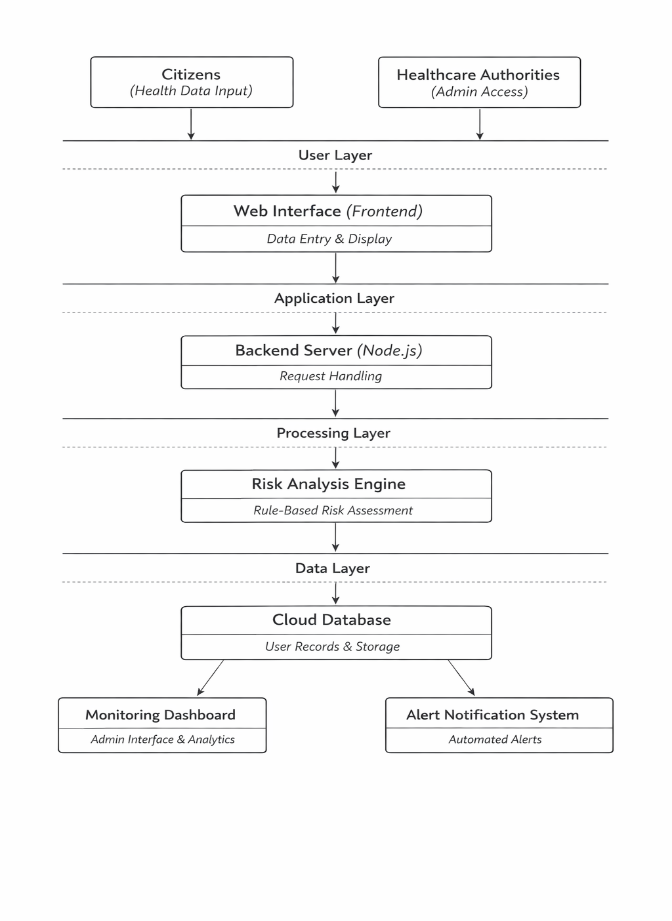 Citizens
(Health Data Input)
Healthcare Authorities
(Admin Access)
User Layer
Web Interface (Frontend)
Data Entry & Display
Application Layer
Backend Server (Node.js)
Request Handling
Processing Layer
Risk Analysis Engine
Rule-Based Risk Assessment
Data Layer
Cloud Database
User Records & Storage
Monitoring Dashboard
Admin Interface & Analytics
Alert Notification System
Automated Alerts